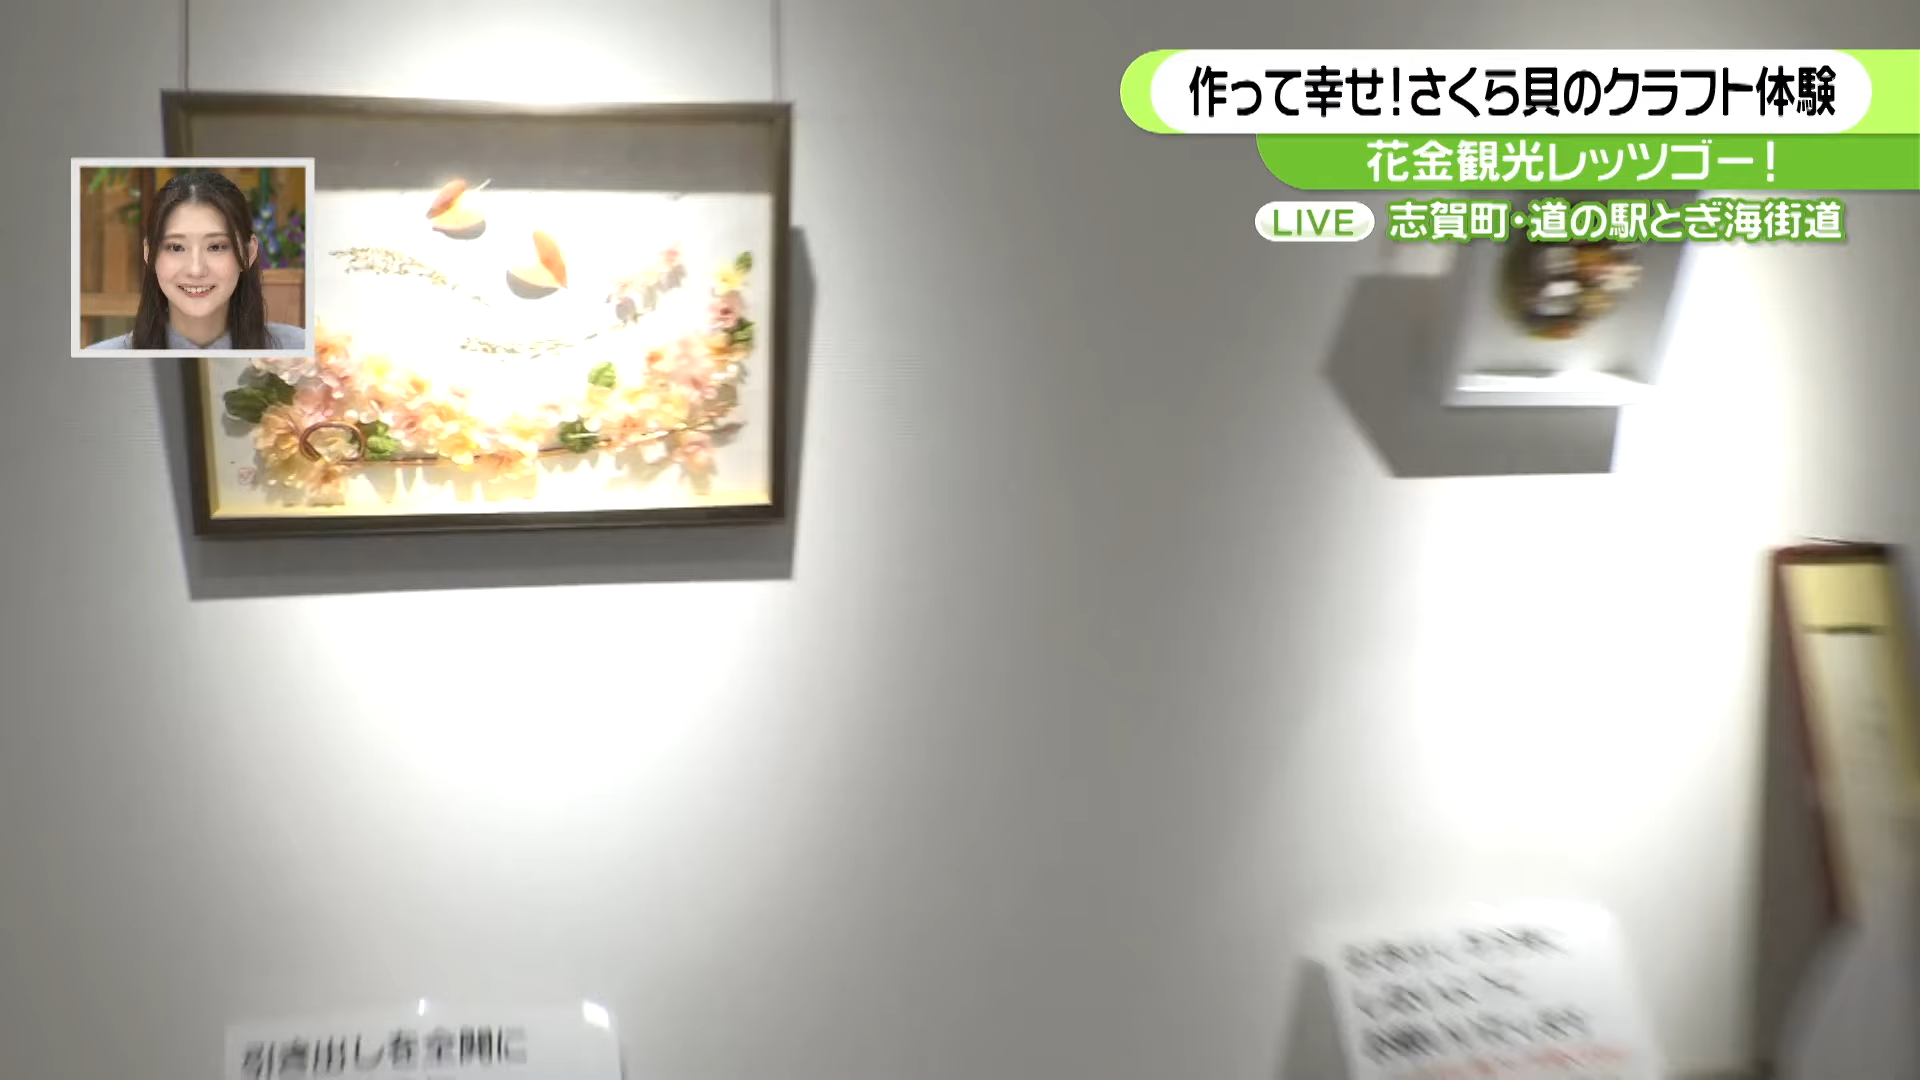 作って幸せ!さくら貝のクラフト体験
花金観光レッツゴー!
LIVE 志賀町・道の駅とぎ海街道
引き出しを全開に